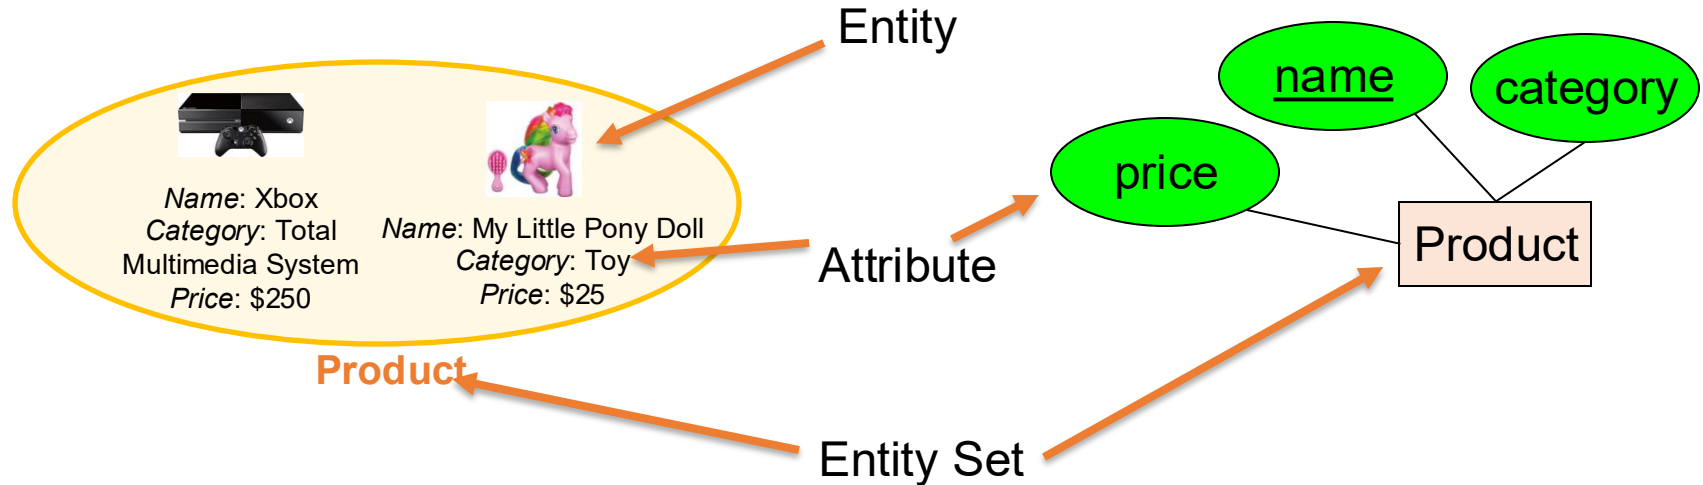 Entity
name
category
price
Name: Xbox
Category: Total
Multimedia System
Price: $250
Name: My Little Pony Doll
Category: Toy
Price: $25
Attribute
Product
Product
Entity Set